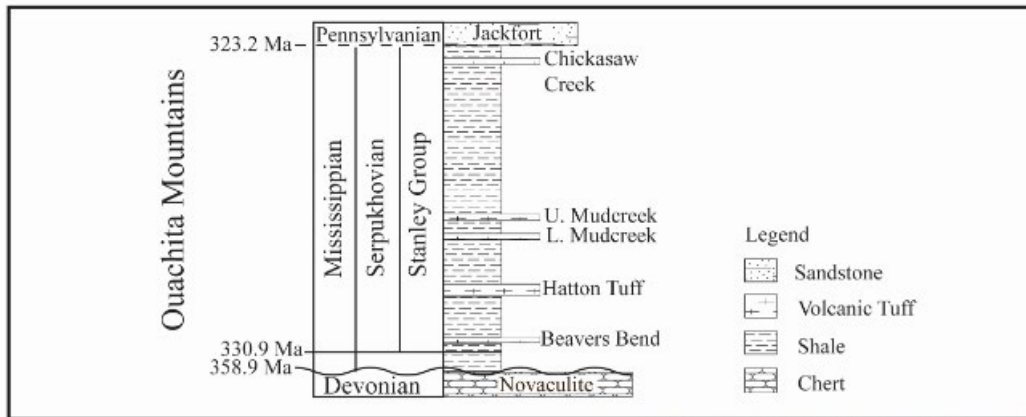 Ouachita Mountains
Pennsylvanian
Jackfort
323.2 Ma
Chickasaw
Creek
Mississippian
Serpukhovian
Stanley Group
U. Mudcreek
L. Mudcreek
Hatton Tuff
Beavers Bend
330.9 Ma
358.9 Ma
Devonian
Novaculite
Legend
Sandstone
Volcanic Tuff
Shale
Chert